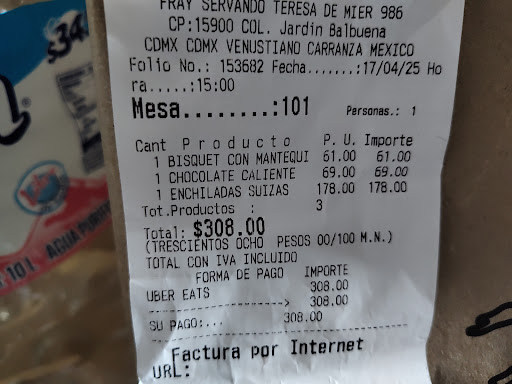 FRAY SERVANDO TERESA DE MIER 986
CP:15900 COL. Jardin Balbuena
CDMX CDMX VENUSTIANO CARRANZA MEXICO
Folio No.: 153682 Fecha.......:17/04/25 Ho
ra.....:15:00
Mesa........:101 Personas.: 1
Cant Producto P. U. Importe
1 BISQUET CON MANTEQUI 61.00 61.00
1 CHOCOLATE CALIENTE 69.00 69.00
1 ENCHILADAS SUIZAS 178.00 178.00
Tot.Productos : 3
Total: $308.00
(TRESCIENTOS OCHO PESOS 00/100 M.N.)
TOTAL CON IVA INCLUIDO
FORMA DE PAGO IMPORTE
UBER EATS 308.00
--------------------> 308.00
SU PAGO:... 308.00
Factura por Internet
URL:
$34
10L AGUA PURIF